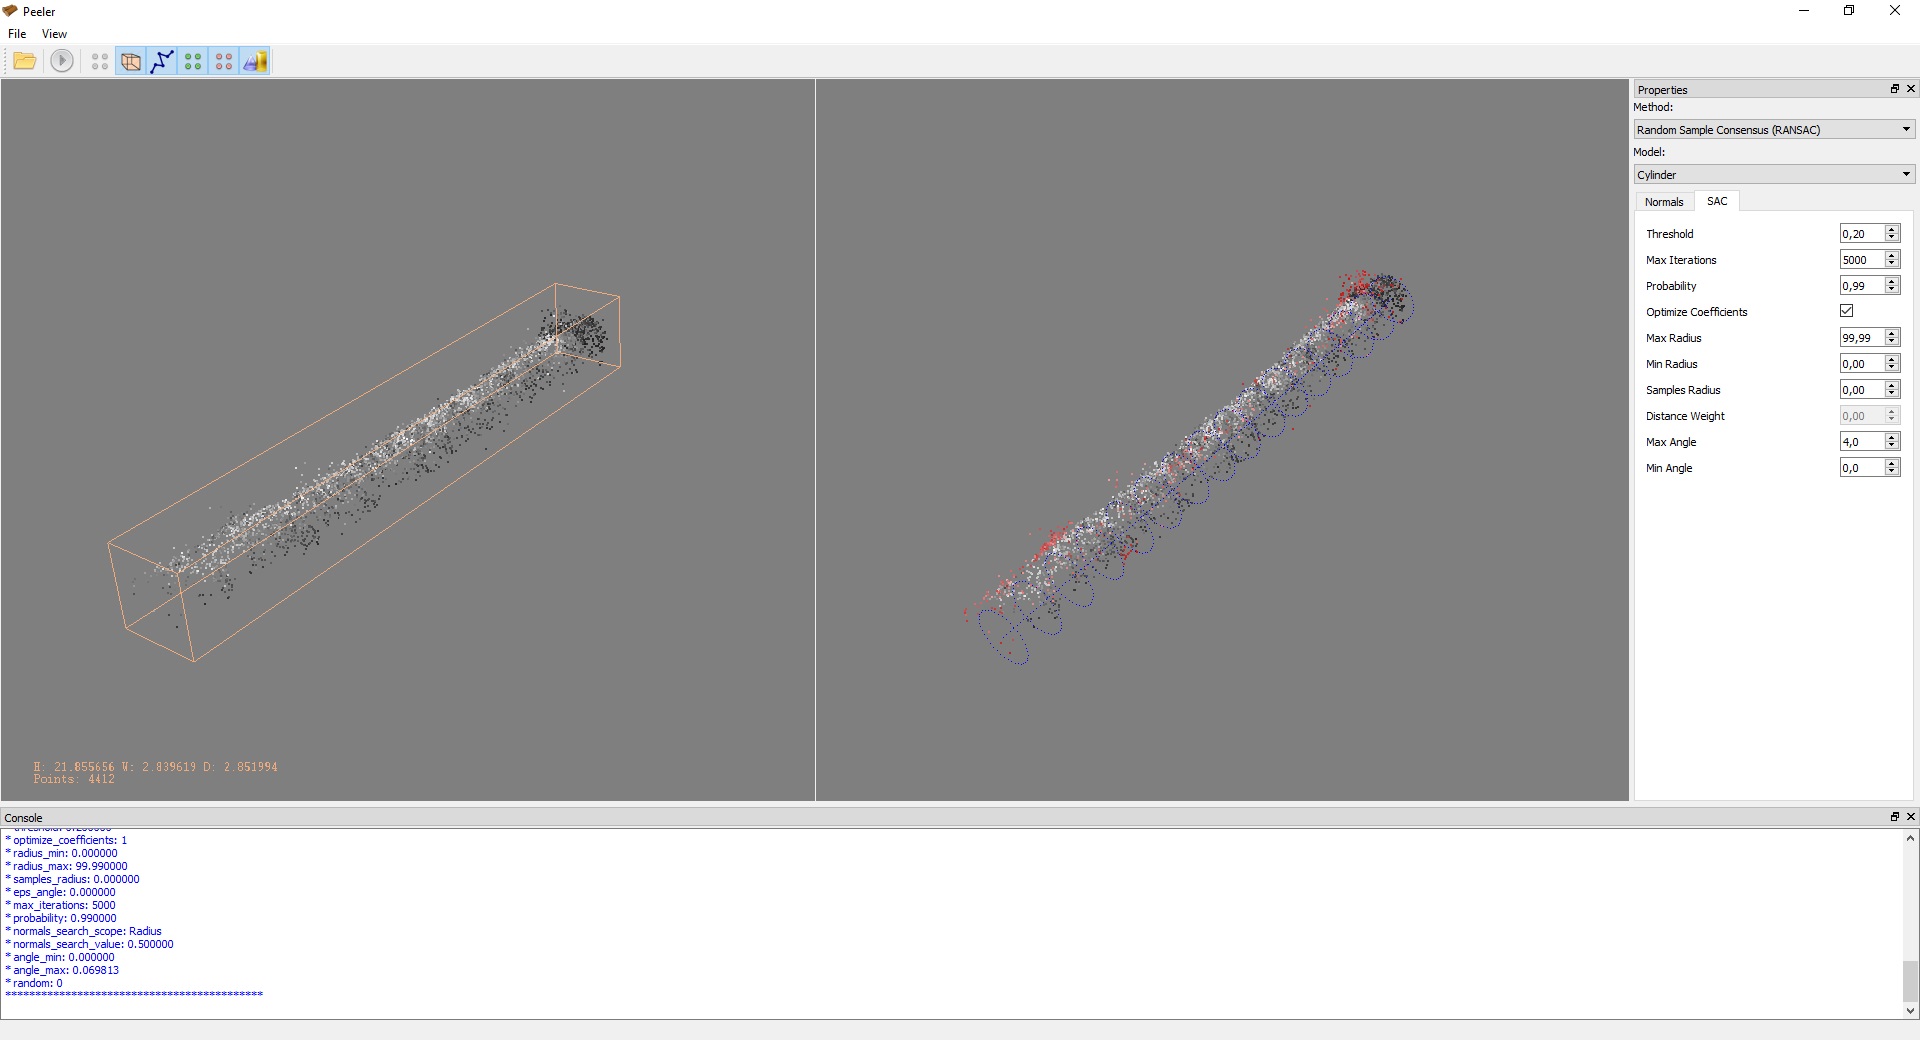 Peeler
File View
H: 21.855656 W: 2.839619 D: 2.851994
Points: 4412
Properties
Method:
Random Sample Consensus (RANSAC)
Model:
Cylinder
Normals SAC
Threshold 0,20
Max Iterations 5000
Probability 0,99
Optimize Coefficients
Max Radius 99,99
Min Radius 0,00
Samples Radius 0,00
Distance Weight 0,00
Max Angle 4,0
Min Angle 0,0
Console
* optimize_coefficients: 1
* radius_min: 0.000000
* radius_max: 99.990000
* samples_radius: 0.000000
* eps_angle: 0.000000
* max_iterations: 5000
* probability: 0.990000
* normals_search_scope: Radius
* normals_search_value: 0.500000
* angle_min: 0.000000
* angle_max: 0.069813
* random: 0
*******************************************